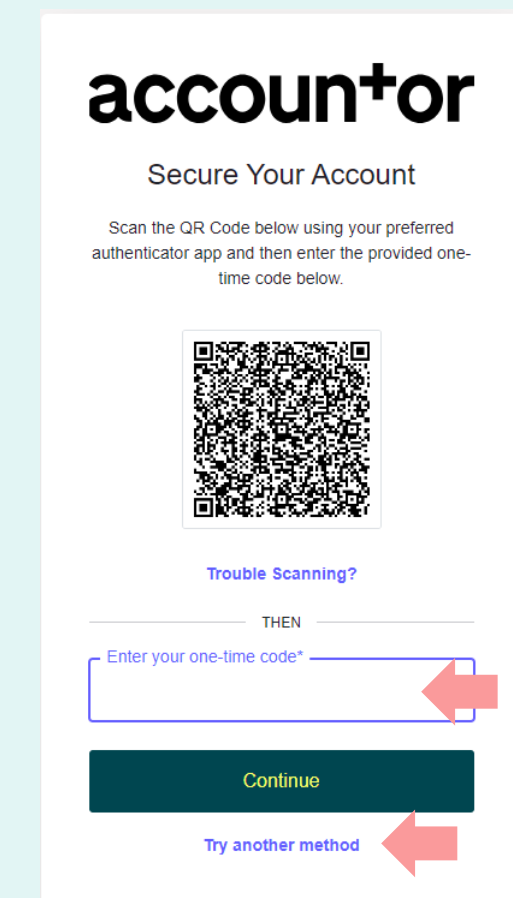 accountor
Secure Your Account
Scan the QR Code below using your preferred
authenticator app and then enter the provided one-
time code below.
Trouble Scanning?
THEN
Enter your one-time code*
Continue
Try another method